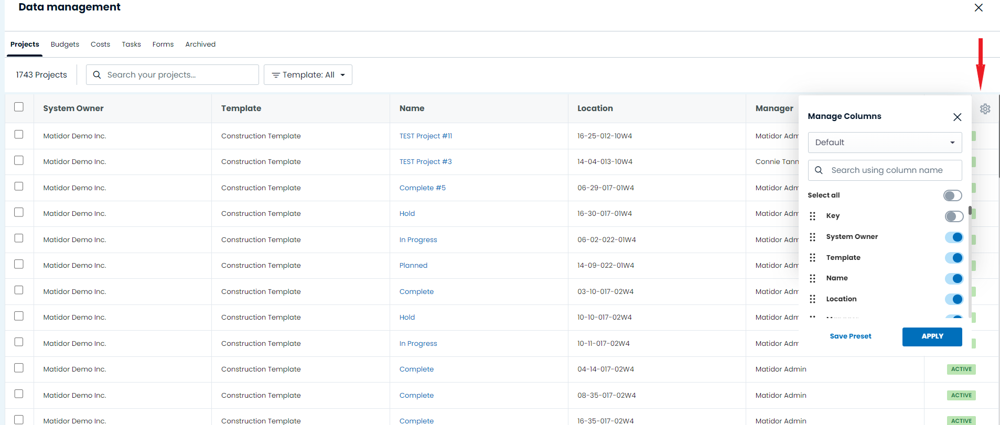 Data management
Projects Budgets Costs Tasks Forms Archived
1743 Projects Search your projects... Template: All
System Owner Template Name Location Manager
Matidor Demo Inc. Construction Template TEST Project #11 16-25-012-10W4 Matidor Adm
Matidor Demo Inc. Construction Template TEST Project #3 14-04-013-10W4 Connie Tann
Matidor Demo Inc. Construction Template Complete #5 06-29-017-01W4 Matidor Adm
Matidor Demo Inc. Construction Template Hold 16-30-017-01W4 Matidor Adm
Matidor Demo Inc. Construction Template In Progress 06-02-022-01W4 Matidor Adm
Matidor Demo Inc. Construction Template Planned 14-09-022-01W4 Matidor Adm
Matidor Demo Inc. Construction Template Complete 03-10-017-02W4 Matidor Adm
Matidor Demo Inc. Construction Template Hold 10-10-017-02W4 Matidor Adm
Matidor Demo Inc. Construction Template In Progress 10-11-017-02W4 Matidor Adm
Matidor Demo Inc. Construction Template Complete 04-14-017-02W4 Matidor Admin ACTIVE
Matidor Demo Inc. Construction Template Complete 08-35-017-02W4 Matidor Admin ACTIVE
Matidor Demo Inc. Construction Template Complete 16-35-017-02W4 Matidor Admin ACTIVE
Manage Columns
Default
Search using column name
Select all
Key
System Owner
Template
Name
Location
Save Preset APPLY